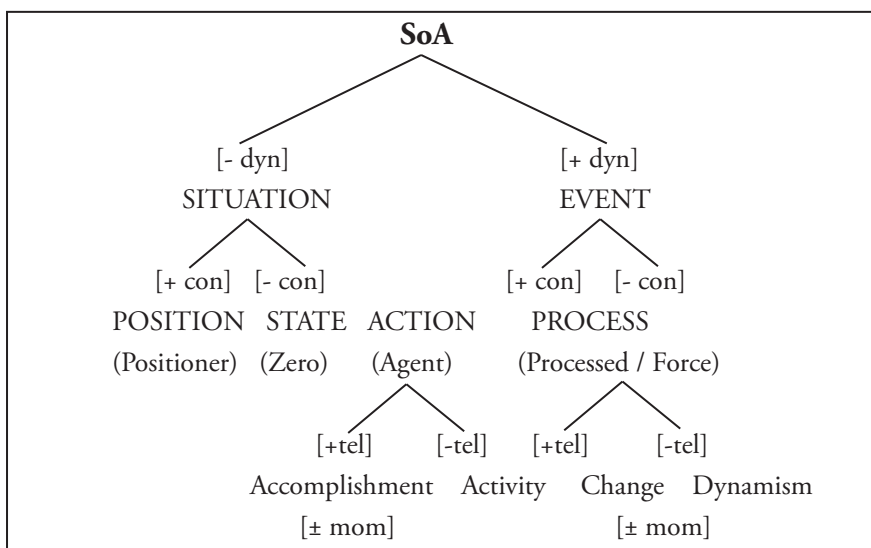 SoA
[- dyn] [+ dyn]
SITUATION EVENT
[+ con] [- con] [+ con] [- con]
POSITION STATE ACTION PROCESS
(Positioner) (Zero) (Agent) (Processed / Force)
[+tel] [-tel] [+tel] [-tel]
Accomplishment Activity Change Dynamism
[± mom] [± mom]